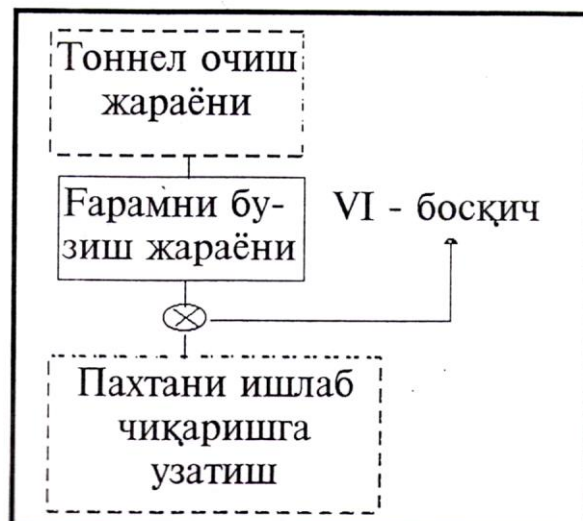 Тоннел очиш
жараёни
Ғарамни бу-
зиш жараёни
VI - босқич
Пахтани ишлаб
чиқаришга
узатиш